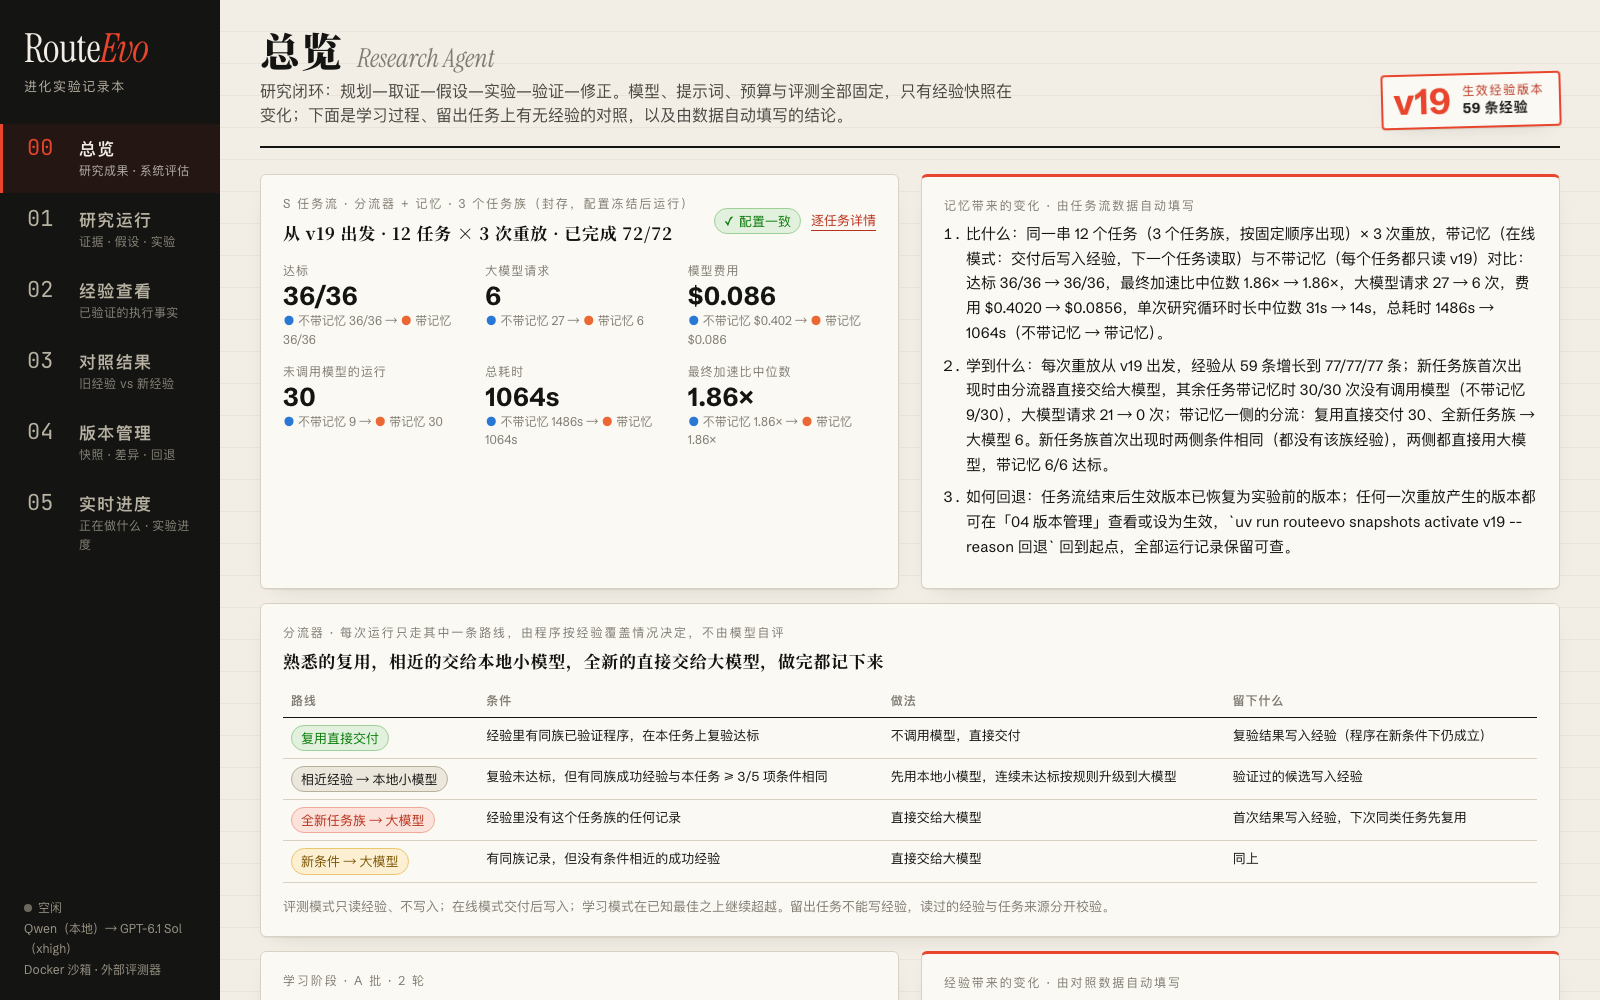 RouteEvo
进化实验记录本
00 总览
研究成果 · 系统评估
01 研究运行
证据 · 假设 · 实验
02 经验查看
已验证的执行事实
03 对照结果
旧经验 vs 新经验
04 版本管理
快照 · 差异 · 回退
05 实时进度
正在做什么 · 实验进
度
空闲
Qwen（本地）→ GPT-6.1 Sol
（xhigh）
Docker 沙箱 · 外部评测器
总览 Research Agent
研究闭环：规划—取证—假设—实验—验证—修正。模型、提示词、预算与评测全部固定，只有经验快照在
变化；下面是学习过程、留出任务上有无经验的对照，以及由数据自动填写的结论。
v19 生效经验版本
59 条经验
S 任务流 · 分流器 + 记忆 · 3 个任务族（封存，配置冻结后运行）
从 v19 出发 · 12 任务 × 3 次重放 · 已完成 72/72
✓ 配置一致 逐任务详情
达标 大模型请求 模型费用
36/36 6 $0.086
不带记忆 36/36 → 带记忆 不带记忆 27 → 带记忆 6 不带记忆 $0.402 → 带记忆
36/36 $0.086
未调用模型的运行 总耗时 最终加速比中位数
30 1064s 1.86×
不带记忆 9 → 带记忆 30 不带记忆 1486s → 带记忆 不带记忆 1.86× → 带记忆
1064s 1.86×
记忆带来的变化 · 由任务流数据自动填写
1. 比什么：同一串 12 个任务（3 个任务族，按固定顺序出现）× 3 次重放，带记忆（在线
模式：交付后写入经验，下一个任务读取）与不带记忆（每个任务都只读 v19）对比：
达标 36/36 → 36/36，最终加速比中位数 1.86× → 1.86×，大模型请求 27 → 6 次，费
用 $0.4020 → $0.0856，单次研究循环时长中位数 31s → 14s，总耗时 1486s →
1064s（不带记忆 → 带记忆）。
2. 学到什么：每次重放从 v19 出发，经验从 59 条增长到 77/77/77 条；新任务族首次出
现时由分流器直接交给大模型，其余任务带记忆时 30/30 次没有调用模型（不带记忆
9/30），大模型请求 21 → 0 次；带记忆一侧的分流：复用直接交付 30、全新任务族 →
大模型 6。新任务族首次出现时两侧条件相同（都没有该族经验），两侧都直接用大模
型，带记忆 6/6 达标。
3. 如何回退：任务流结束后生效版本已恢复为实验前的版本；任何一次重放产生的版本都
可在「04 版本管理」查看或设为生效，`uv run routeevo snapshots activate v19 --
reason 回退` 回到起点，全部运行记录保留可查。
分流器 · 每次运行只走其中一条路线，由程序按经验覆盖情况决定，不由模型自评
熟悉的复用，相近的交给本地小模型，全新的直接交给大模型，做完都记下来
路线 条件 做法 留下什么
复用直接交付 经验里有同族已验证程序，在本任务上复验达标 不调用模型，直接交付 复验结果写入经验（程序在新条件下仍成立）
相近经验 → 本地小模型 复验未达标，但有同族成功经验与本任务 ≥ 3/5 项条件相同 先用本地小模型，连续未达标按规则升级到大模型 验证过的候选写入经验
全新任务族 → 大模型 经验里没有这个任务族的任何记录 直接交给大模型 首次结果写入经验，下次同类任务先复用
新条件 → 大模型 有同族记录，但没有条件相近的成功经验 直接交给大模型 同上
评测模式只读经验、不写入；在线模式交付后写入；学习模式在已知最佳之上继续超越。留出任务不能写经验，读过的经验与任务来源分开校验。
学习阶段 · A 批 · 2 轮
经验带来的变化 · 由对照数据自动填写